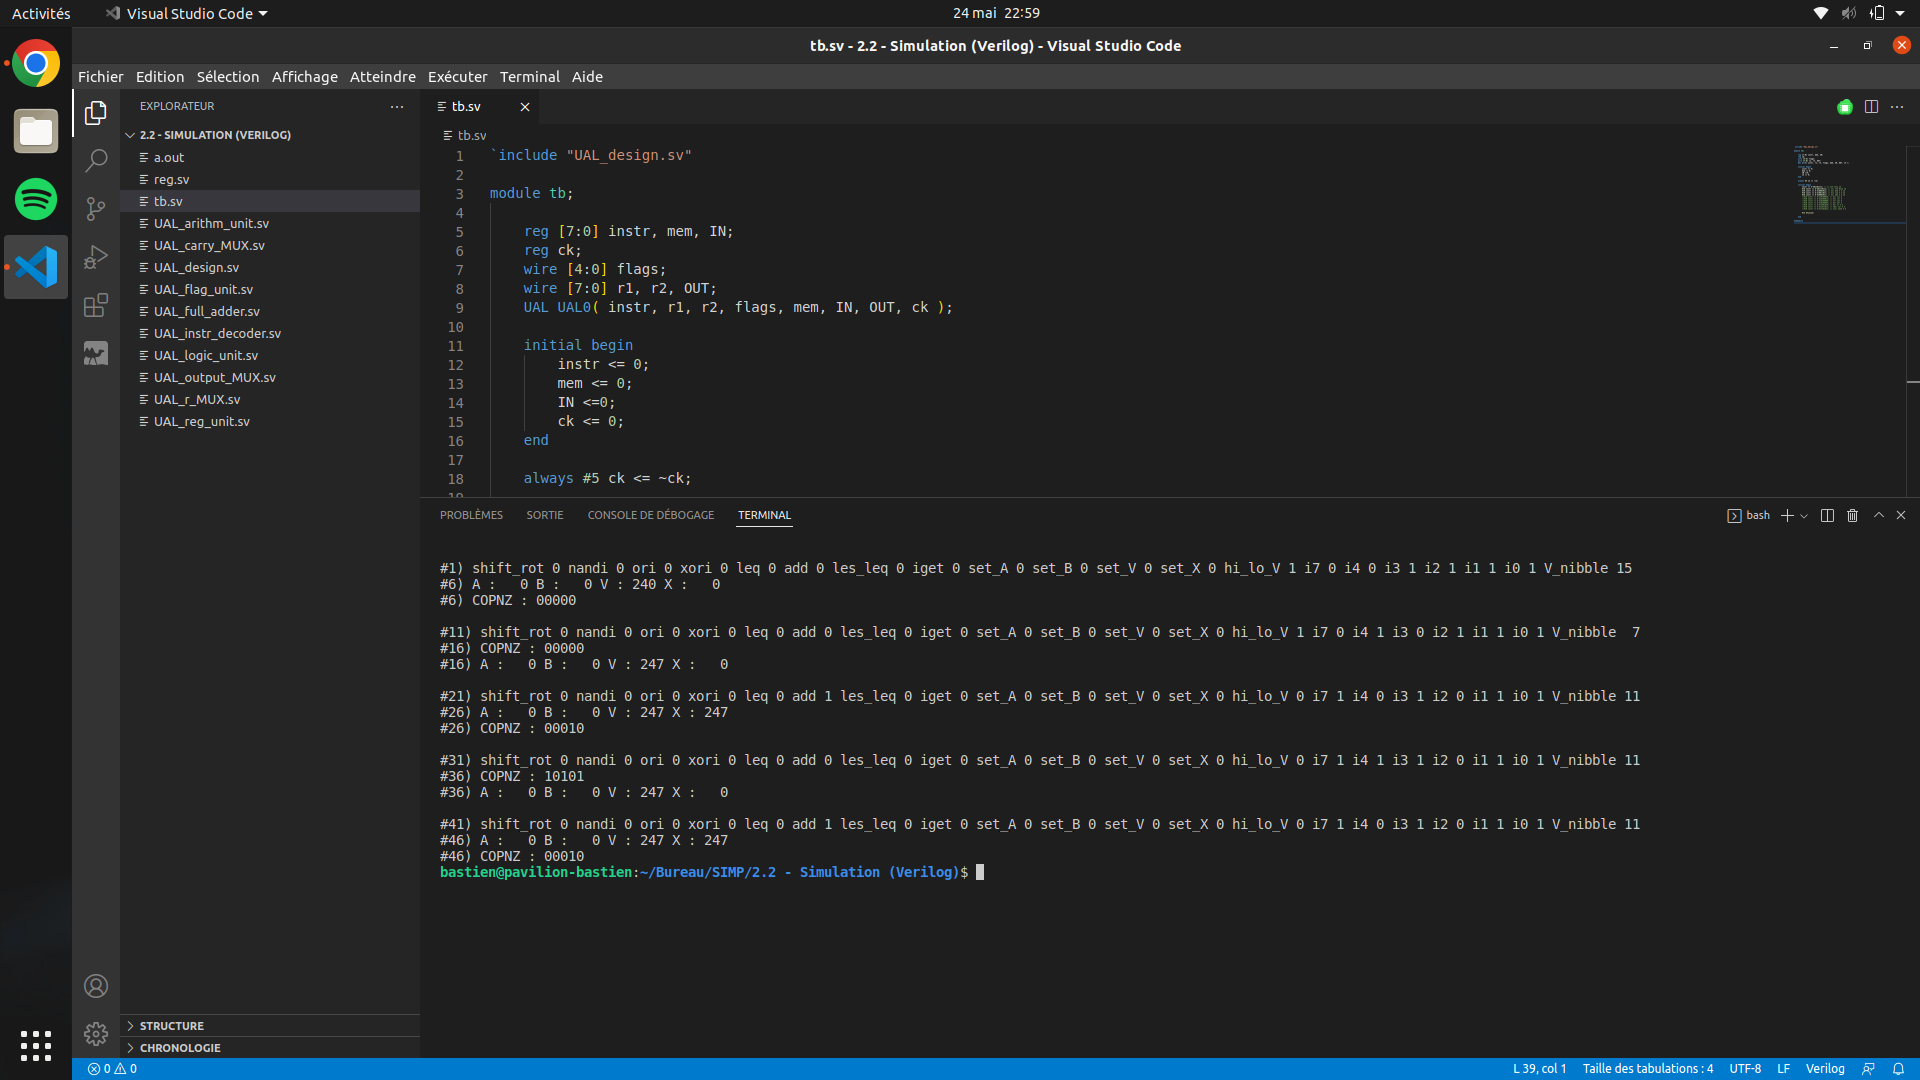 Activités
Visual Studio Code
24 mai 22:59
tb.sv - 2.2 - Simulation (Verilog) - Visual Studio Code
Fichier Edition Sélection Affichage Atteindre Exécuter Terminal Aide
EXPLORATEUR
2.2 - SIMULATION (VERILOG)
a.out
reg.sv
tb.sv
UAL_arithm_unit.sv
UAL_carry_MUX.sv
UAL_design.sv
UAL_flag_unit.sv
UAL_full_adder.sv
UAL_instr_decoder.sv
UAL_logic_unit.sv
UAL_output_MUX.sv
UAL_r_MUX.sv
UAL_reg_unit.sv
STRUCTURE
CHRONOLOGIE
tb.sv
tb.sv
1 `include "UAL_design.sv"
2
3 module tb;
4
5 reg [7:0] instr, mem, IN;
6 reg ck;
7 wire [4:0] flags;
8 wire [7:0] r1, r2, OUT;
9 UAL UAL0( instr, r1, r2, flags, mem, IN, OUT, ck );
10
11 initial begin
12 instr <= 0;
13 mem <= 0;
14 IN <=0;
15 ck <= 0;
16 end
17
18 always #5 ck <= ~ck;
19
PROBLÈMES SORTIE CONSOLE DE DÉBOGAGE TERMINAL
bash
#1) shift_rot 0 nandi 0 ori 0 xori 0 leq 0 add 0 les_leq 0 iget 0 set_A 0 set_B 0 set_V 0 set_X 0 hi_lo_V 1 i7 0 i4 0 i3 1 i2 1 i1 1 i0 1 V_nibble 15
#6) A :   0 B :   0 V : 240 X :   0
#6) COPNZ : 00000
#11) shift_rot 0 nandi 0 ori 0 xori 0 leq 0 add 0 les_leq 0 iget 0 set_A 0 set_B 0 set_V 0 set_X 0 hi_lo_V 1 i7 0 i4 1 i3 0 i2 1 i1 1 i0 1 V_nibble  7
#16) COPNZ : 00000
#16) A :   0 B :   0 V : 247 X :   0
#21) shift_rot 0 nandi 0 ori 0 xori 0 leq 0 add 1 les_leq 0 iget 0 set_A 0 set_B 0 set_V 0 set_X 0 hi_lo_V 0 i7 1 i4 0 i3 1 i2 0 i1 1 i0 1 V_nibble 11
#26) A :   0 B :   0 V : 247 X : 247
#26) COPNZ : 00010
#31) shift_rot 0 nandi 0 ori 0 xori 0 leq 0 add 0 les_leq 0 iget 0 set_A 0 set_B 0 set_V 0 set_X 0 hi_lo_V 0 i7 1 i4 1 i3 1 i2 0 i1 1 i0 1 V_nibble 11
#36) COPNZ : 10101
#36) A :   0 B :   0 V : 247 X :   0
#41) shift_rot 0 nandi 0 ori 0 xori 0 leq 0 add 1 les_leq 0 iget 0 set_A 0 set_B 0 set_V 0 set_X 0 hi_lo_V 0 i7 1 i4 0 i3 1 i2 0 i1 1 i0 1 V_nibble 11
#46) A :   0 B :   0 V : 247 X : 247
#46) COPNZ : 00010
bastien@pavilion-bastien:~/Bureau/SIMP/2.2 - Simulation (Verilog)$
0 0
L 39, col 1 Taille des tabulations : 4 UTF-8 LF Verilog